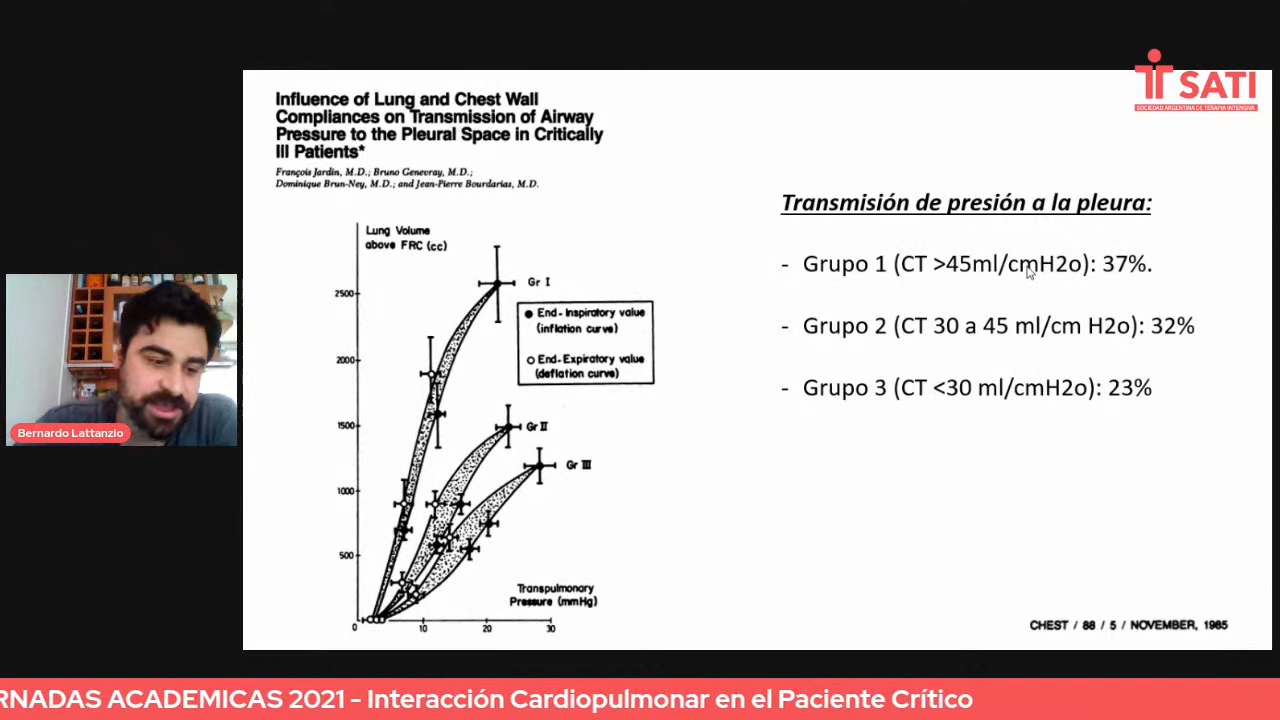 SATI
SOCIEDAD ARGENTINA DE TERAPIA INTENSIVA
Influence of Lung and Chest Wall
Compliances on Transmission of Airway
Pressure to the Pleural Space in Critically
Ill Patients*
François Jardin, M.D.; Bruno Genevray, M.D.;
Dominique Brun-Ney, M.D.; and Jean-Pierre Bourdarias, M.D.
Lung Volume
above FRC (cc)
2500
2000
1500
1000
500
0
10
20
30
Gr I
Gr II
Gr III
End-Inspiratory value
(inflation curve)
End-Expiratory value
(deflation curve)
Transpulmonary
Pressure (mmHg)
Transmisión de presión a la pleura:
- Grupo 1 (CT >45ml/cmH2o): 37%.
- Grupo 2 (CT 30 a 45 ml/cm H2o): 32%
- Grupo 3 (CT <30 ml/cmH2o): 23%
CHEST / 88 / 5 / NOVEMBER, 1985
Bernardo Lattanzio
RNADAS ACADEMICAS 2021 - Interacción Cardiopulmonar en el Paciente Crítico